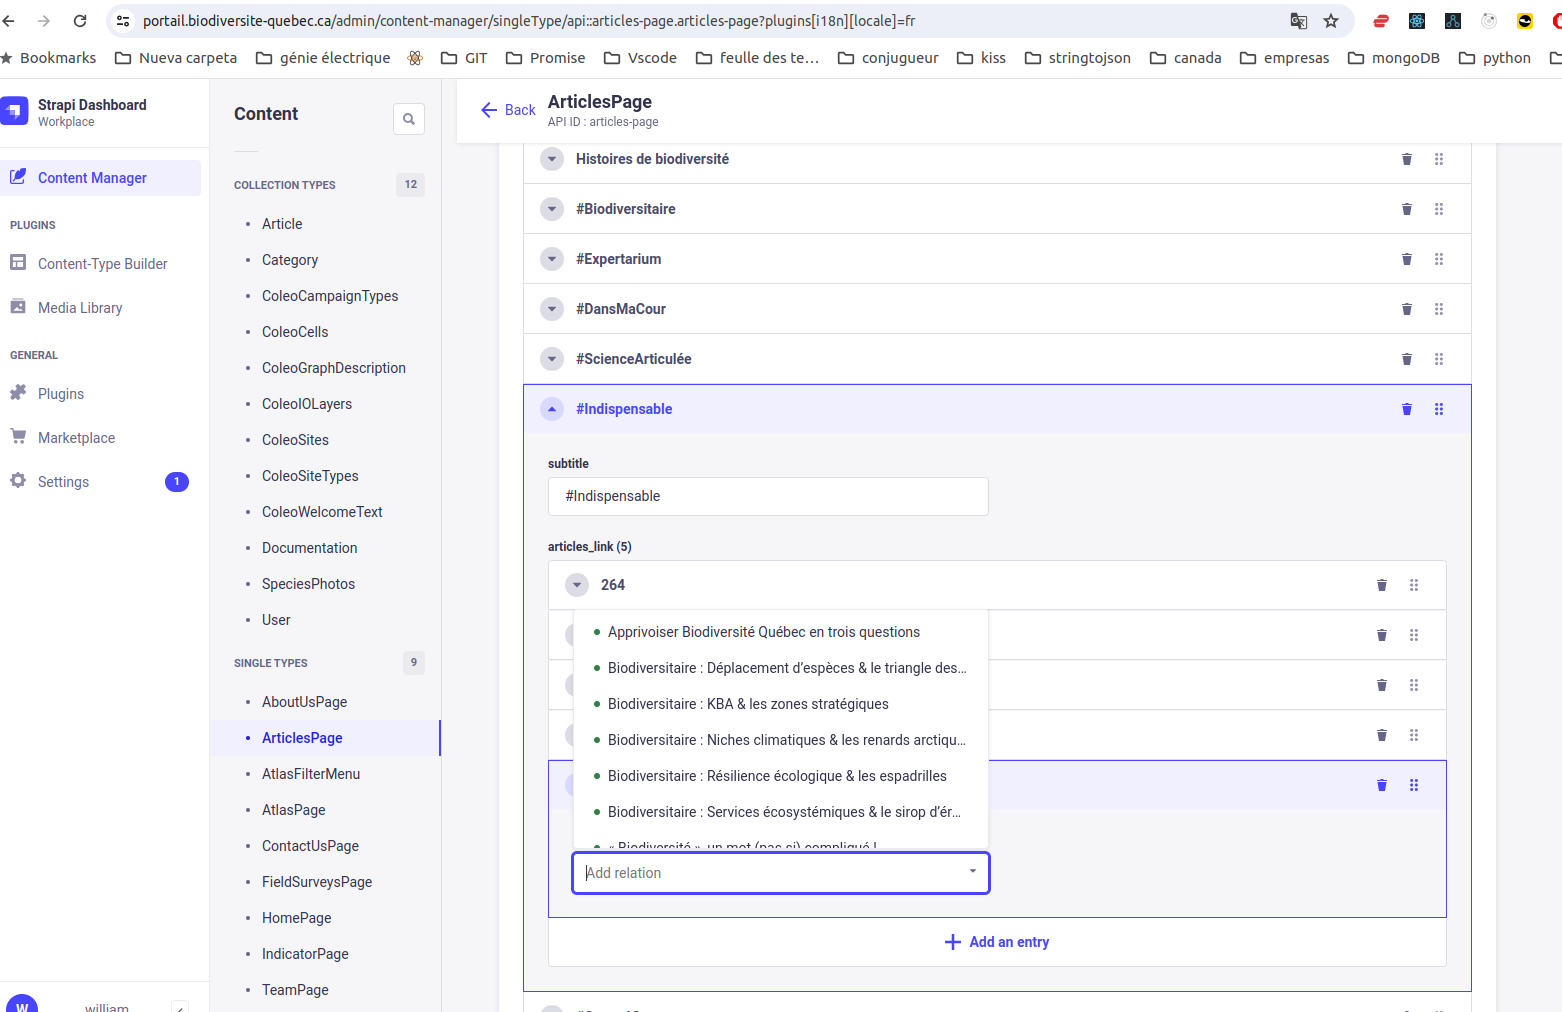 portail.biodiversite-quebec.ca/admin/content-manager/singleType/api::articles-page.articles-page?plugins[i18n][locale]=fr
Bookmarks Nueva carpeta génie électrique GIT Promise Vscode feulle des te… conjugueur kiss stringtojson canada empresas mongoDB python
Strapi Dashboard
Workplace
Content Manager
PLUGINS
Content-Type Builder
Media Library
GENERAL
Plugins
Marketplace
Settings 1
W william
Content
COLLECTION TYPES 12
Article
Category
ColeoCampaignTypes
ColeoCells
ColeoGraphDescription
ColeoIOLayers
ColeoSites
ColeoSiteTypes
ColeoWelcomeText
Documentation
SpeciesPhotos
User
SINGLE TYPES 9
AboutUsPage
ArticlesPage
AtlasFilterMenu
AtlasPage
ContactUsPage
FieldSurveysPage
HomePage
IndicatorPage
TeamPage
Back
ArticlesPage
API ID : articles-page
Histoires de biodiversité
#Biodiversitaire
#Expertarium
#DansMaCour
#ScienceArticulée
#Indispensable
subtitle
#Indispensable
articles_link (5)
264
Apprivoiser Biodiversité Québec en trois questions
Biodiversitaire : Déplacement d’espèces & le triangle des…
Biodiversitaire : KBA & les zones stratégiques
Biodiversitaire : Niches climatiques & les renards arctiqu…
Biodiversitaire : Résilience écologique & les espadrilles
Biodiversitaire : Services écosystémiques & le sirop d’ér…
« Biodiversité », un mot (pas si) compliqué !
Add relation
Add an entry